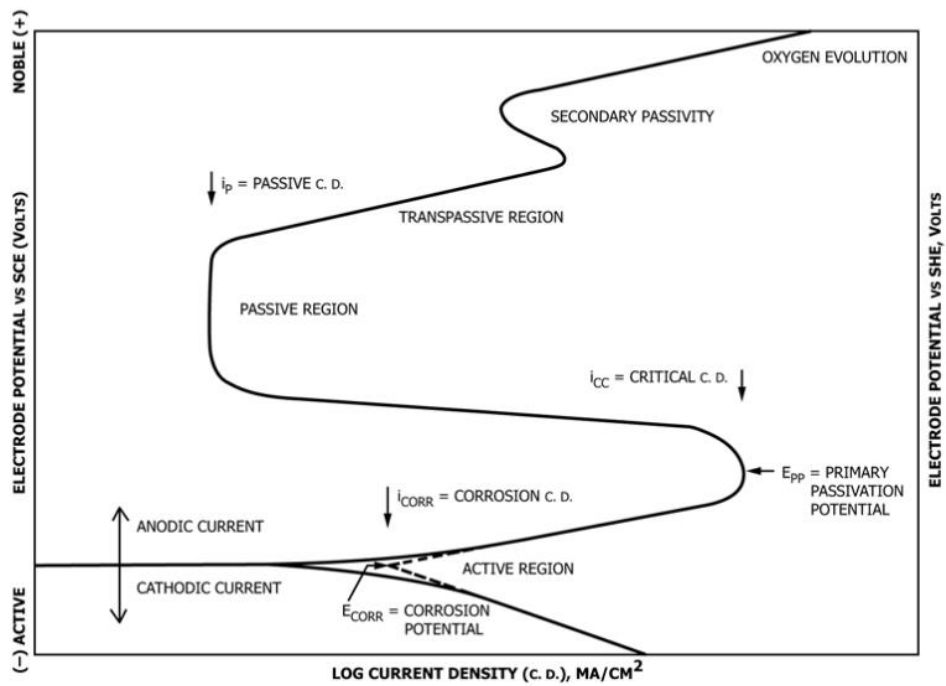 NOBLE (+)
ELECTRODE POTENTIAL VS SCE (VOLTS)
(−) ACTIVE
OXYGEN EVOLUTION
SECONDARY PASSIVITY
iP = PASSIVE C. D.
TRANSPASSIVE REGION
PASSIVE REGION
iCC = CRITICAL C. D.
EPP = PRIMARY
PASSIVATION
POTENTIAL
iCORR = CORROSION C. D.
ANODIC CURRENT
ACTIVE REGION
CATHODIC CURRENT
ECORR = CORROSION
POTENTIAL
LOG CURRENT DENSITY (C. D.), MA/CM2
ELECTRODE POTENTIAL VS SHE, VOLTS